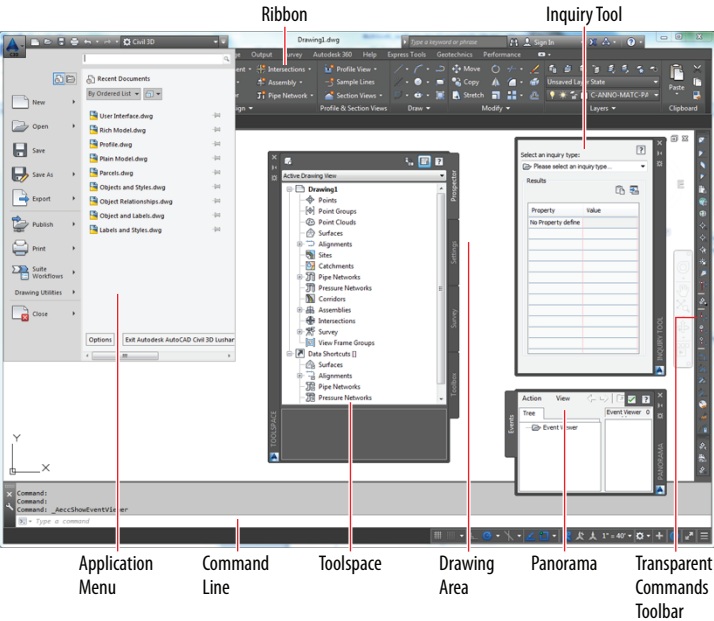 Ribbon
Inquiry Tool
Drawing1.dwg
Civil 3D
Type a keyword or phrase
Sign In
Output Survey Autodesk 360 Help Express Tools Geotechnics Performance
Intersections
Profile View
Move
Unsaved Layer State
Assembly
Sample Lines
Copy
Paste
Pipe Network
Section Views
Stretch
C-ANNO-MATC-PA
Profile & Section Views
Draw
Modify
Layers
Clipboard
Recent Documents
By Ordered List
New
Open
Save
Save As
Export
Publish
Print
Suite
Workflows
Drawing Utilities
Close
User Interface.dwg
Rich Model.dwg
Profile.dwg
Plain Model.dwg
Parcels.dwg
Objects and Styles.dwg
Object Relationships.dwg
Object and Labels.dwg
Labels and Styles.dwg
Options
Exit Autodesk AutoCAD Civil 3D
Active Drawing View
Drawing1
Points
Point Groups
Point Clouds
Surfaces
Alignments
Sites
Catchments
Pipe Networks
Pressure Networks
Corridors
Assemblies
Intersections
Survey
View Frame Groups
Data Shortcuts []
Surfaces
Alignments
Pipe Networks
Pressure Networks
Prospector
Settings
Survey
Toolbox
TOOLSPACE
Select an inquiry type:
Please select an inquiry type...
Results
Property Value
No Property define
INQUIRY TOOL
Action View
Tree
Event Viewer 0
Event Viewer
Events
PANORAMA
Y
X
Command:
Command:
Command: _AeccShowEventViewer
Type a command
1" = 40'
Application
Menu
Command
Line
Toolspace
Drawing
Area
Panorama
Transparent
Commands
Toolbar